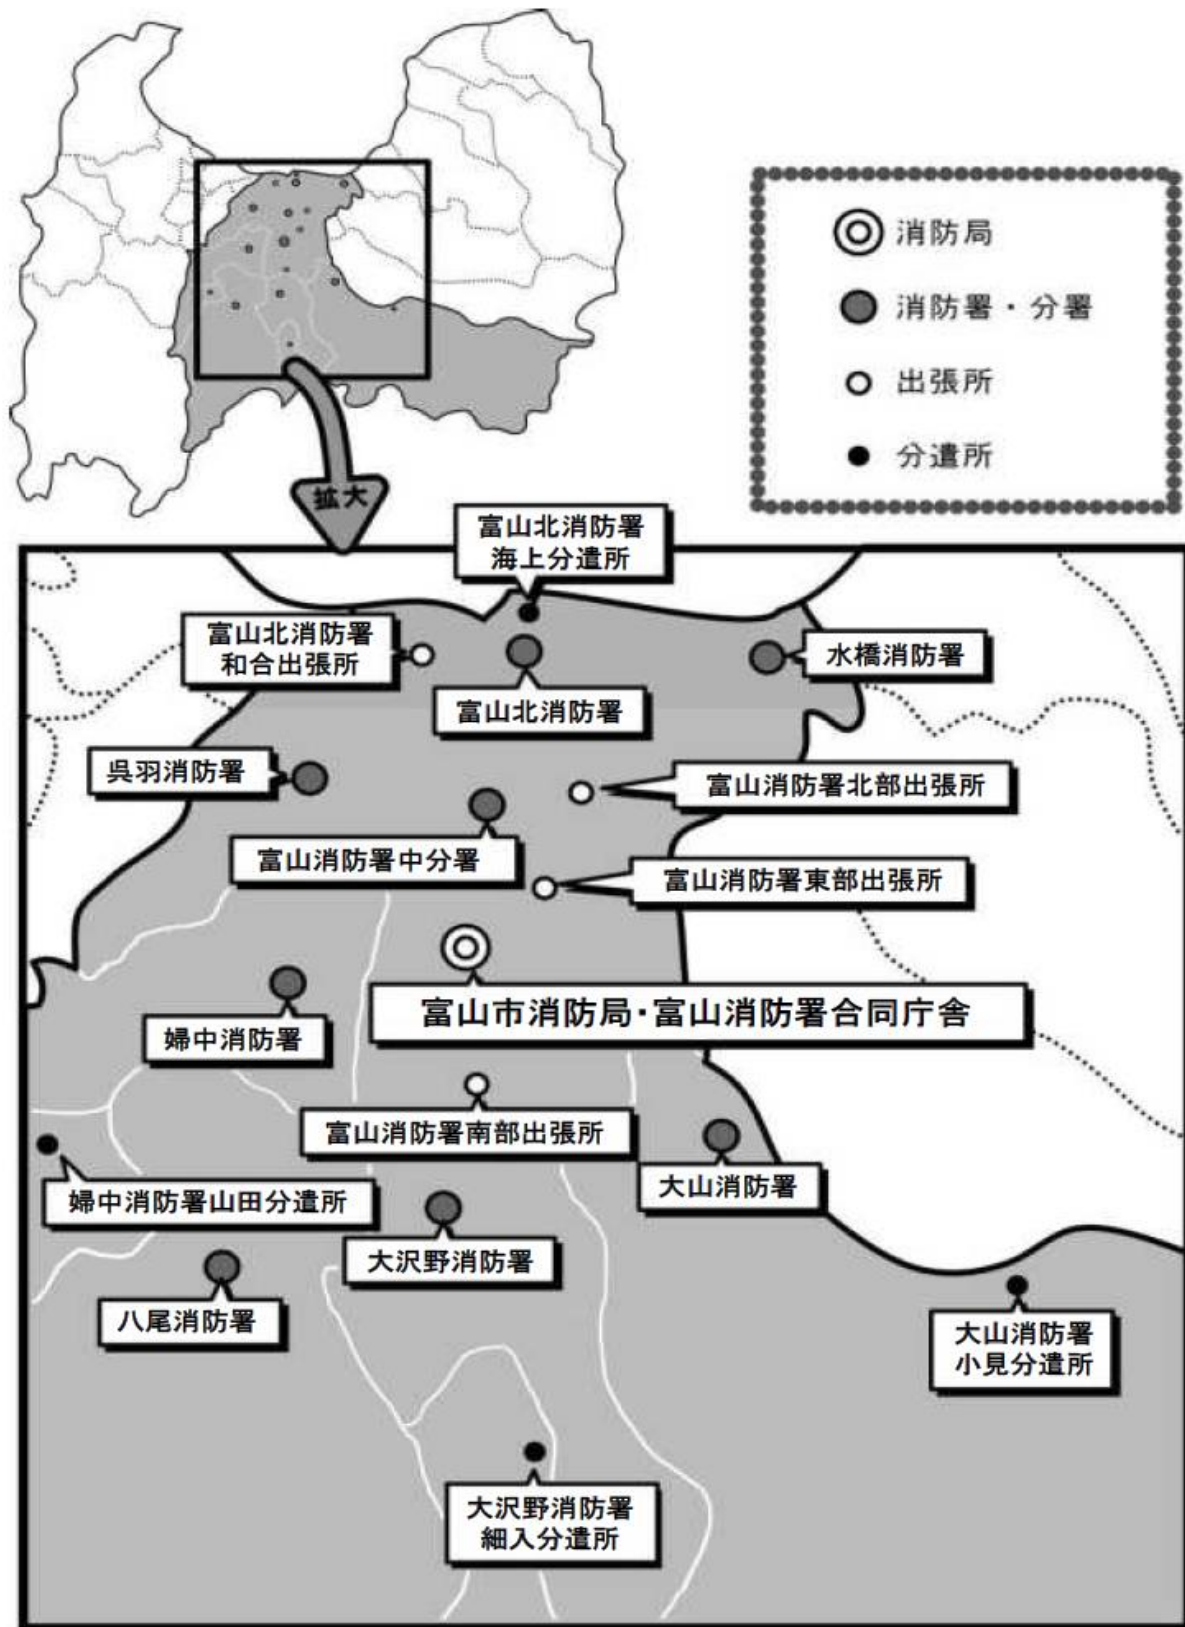 消防局
消防署・分署
出張所
分遣所
拡大
富山北消防署
海上分遣所
富山北消防署
和合出張所
水橋消防署
富山北消防署
呉羽消防署
富山消防署北部出張所
富山消防署中分署
富山消防署東部出張所
富山市消防局・富山消防署合同庁舎
婦中消防署
富山消防署南部出張所
大山消防署
婦中消防署山田分遣所
大沢野消防署
八尾消防署
大山消防署
小見分遣所
大沢野消防署
細入分遣所